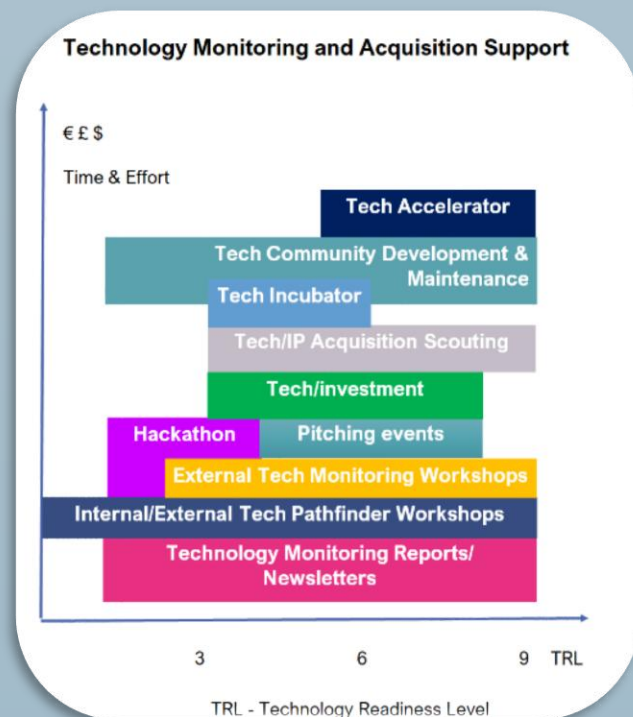 Technology Monitoring and Acquisition Support
€ £ $
Time & Effort
Tech Accelerator
Tech Community Development &
Maintenance
Tech Incubator
Tech/IP Acquisition Scouting
Tech/investment
Hackathon
Pitching events
External Tech Monitoring Workshops
Internal/External Tech Pathfinder Workshops
Technology Monitoring Reports/
Newsletters
3 6 9 TRL
TRL - Technology Readiness Level